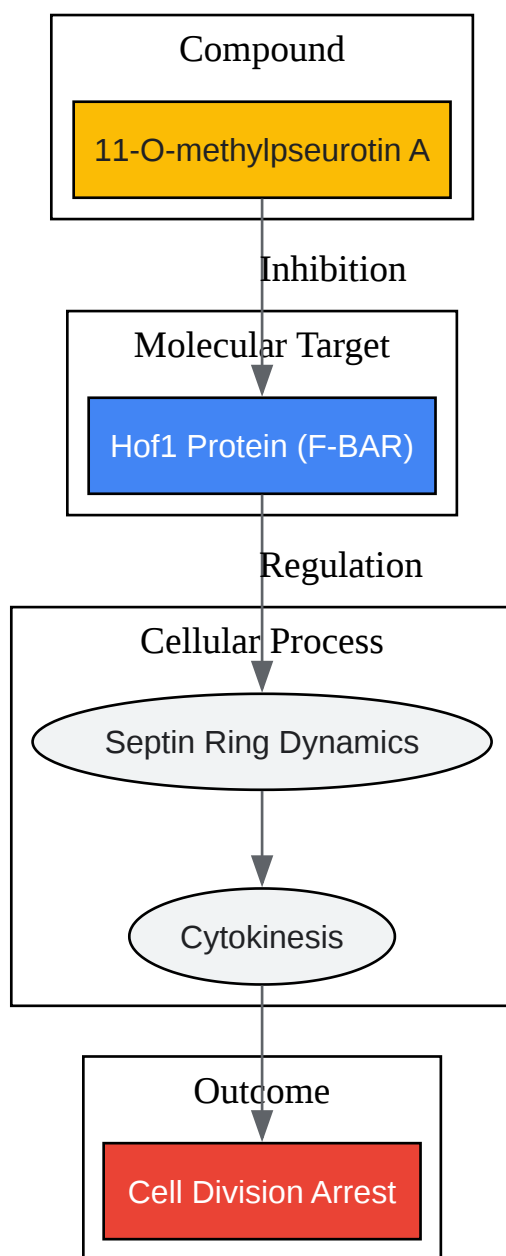 Compound
11-O-methylpseurotin A
Inhibition
Molecular Target
Hof1 Protein (F-BAR)
Regulation
Cellular Process
Septin Ring Dynamics
Cytokinesis
Outcome
Cell Division Arrest